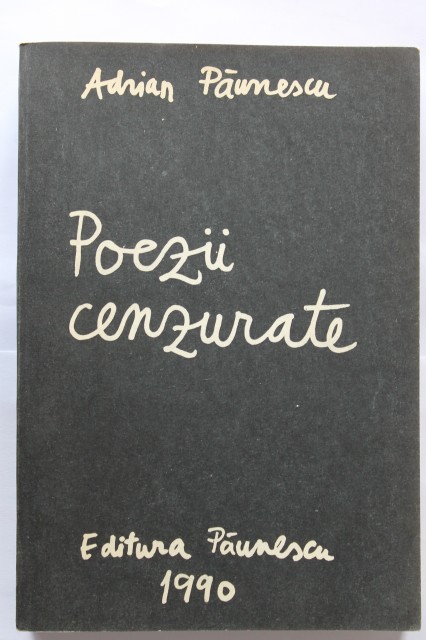 Adrian Păunescu
Poezii
cenzurate
Editura Păunescu
1990